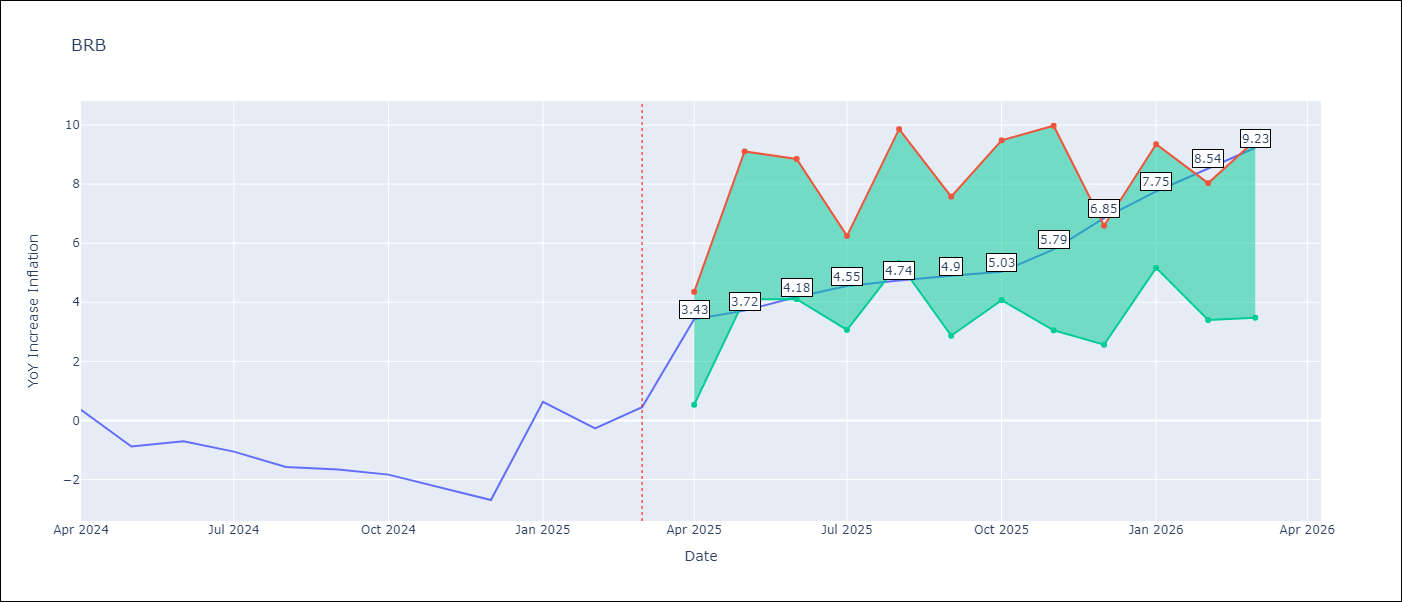 BRB
YoY Increase Inflation
10
8
6
4
2
0
−2
3.43
3.72
4.18
4.55
4.74
4.9
5.03
5.79
6.85
7.75
8.54
9.23
Apr 2024
Jul 2024
Oct 2024
Jan 2025
Apr 2025
Jul 2025
Oct 2025
Jan 2026
Apr 2026
Date